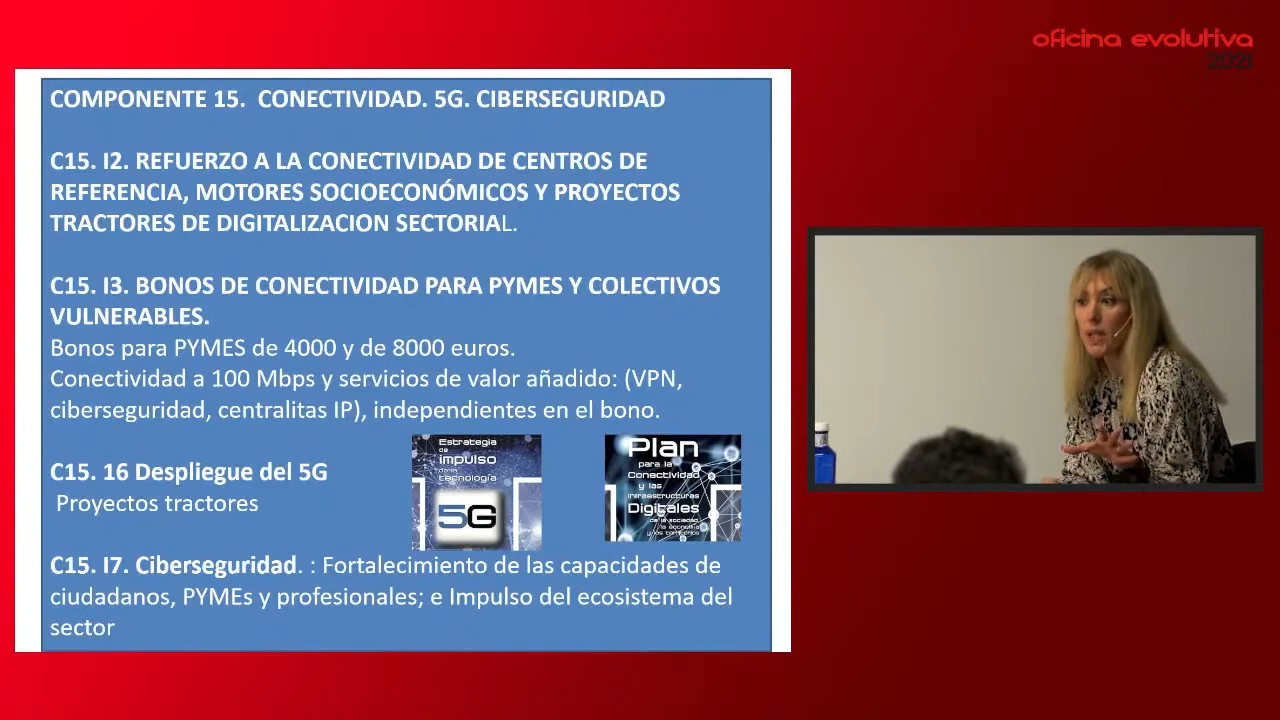 oficina evolutiva
2021
COMPONENTE 15. CONECTIVIDAD. 5G. CIBERSEGURIDAD
C15. I2. REFUERZO A LA CONECTIVIDAD DE CENTROS DE
REFERENCIA, MOTORES SOCIOECONÓMICOS Y PROYECTOS
TRACTORES DE DIGITALIZACION SECTORIAL.
C15. I3. BONOS DE CONECTIVIDAD PARA PYMES Y COLECTIVOS
VULNERABLES.
Bonos para PYMES de 4000 y de 8000 euros.
Conectividad a 100 Mbps y servicios de valor añadido: (VPN,
ciberseguridad, centralitas IP), independientes en el bono.
C15. 16 Despliegue del 5G
Proyectos tractores
Estrategia
de
impulso
de la
tecnología
5G
Plan
para la
Conectividad
y las
Infraestructuras
Digitales
de la sociedad,
la economía
y los territorios
C15. I7. Ciberseguridad. : Fortalecimiento de las capacidades de
ciudadanos, PYMEs y profesionales; e Impulso del ecosistema del
sector